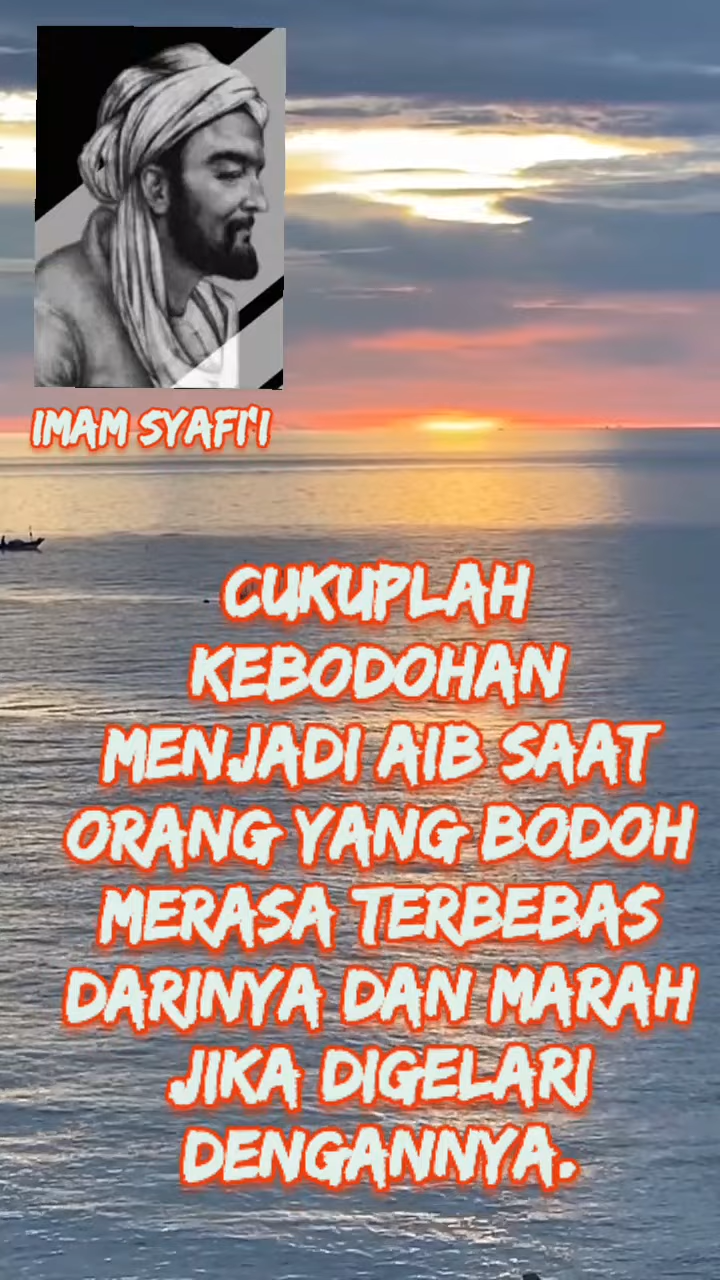 IMAM SYAFI'I
CUKUPLAH
KEBODOHAN
MENJADI AIB SAAT
ORANG YANG BODOH
MERASA TERBEBAS
DARINYA DAN MARAH
JIKA DIGELARI
DENGANNYA.